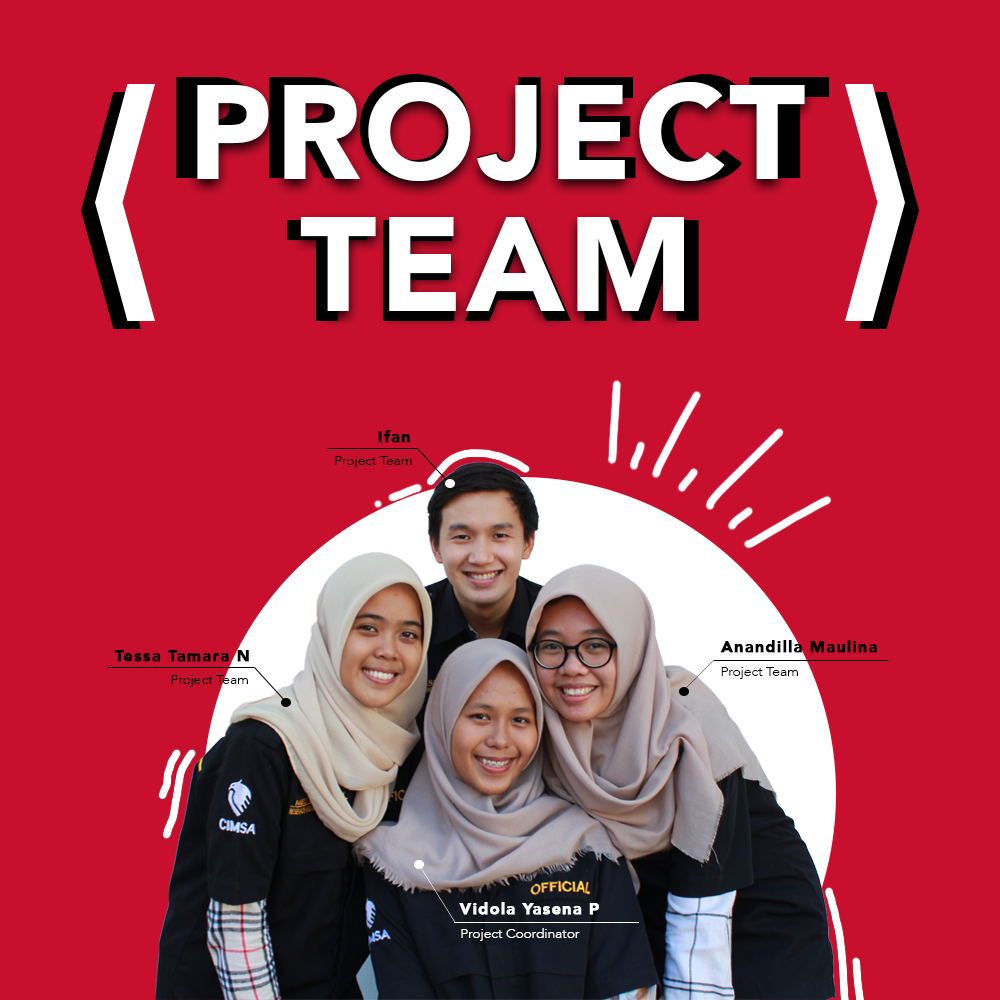 PROJECT
TEAM
Ifan
Project Team
Tessa Tamara N
Project Team
Anandilla Maulina
Project Team
CIMSA
OFFICIAL
Vidola Yasena P
Project Coordinator